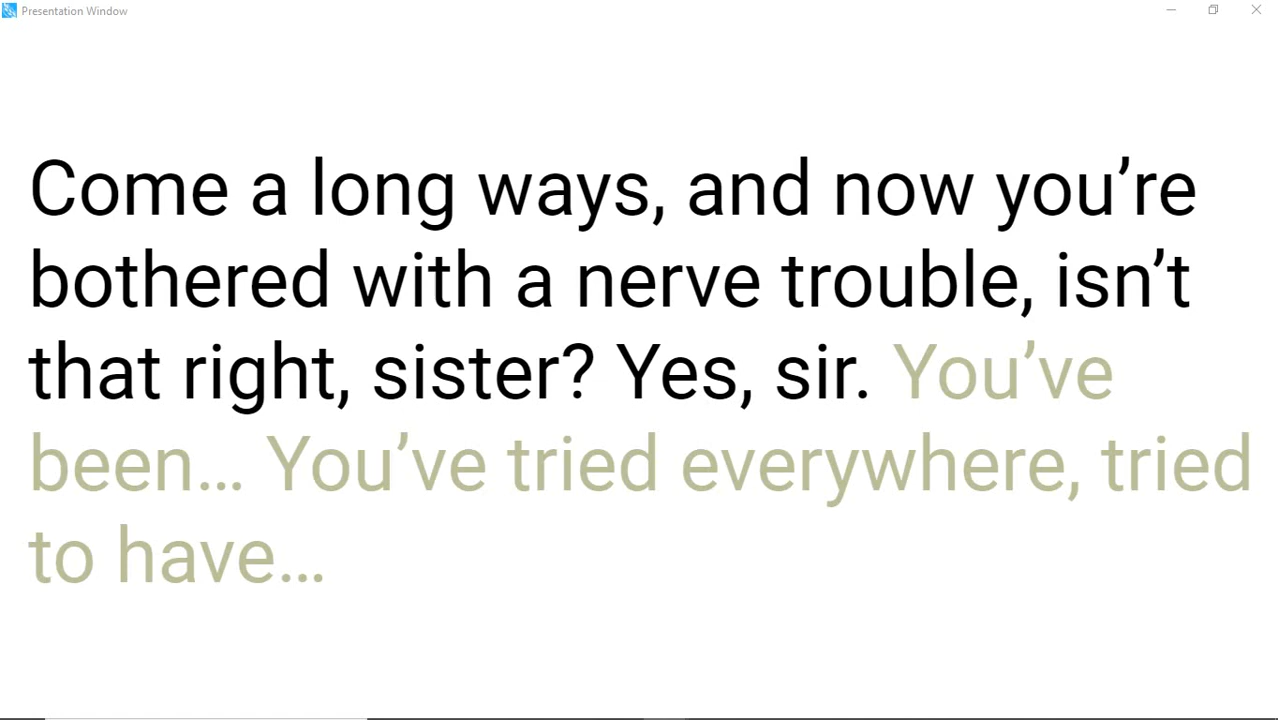 Presentation Window
Come a long ways, and now you’re
bothered with a nerve trouble, isn’t
that right, sister? Yes, sir. You’ve
been… You’ve tried everywhere, tried
to have…